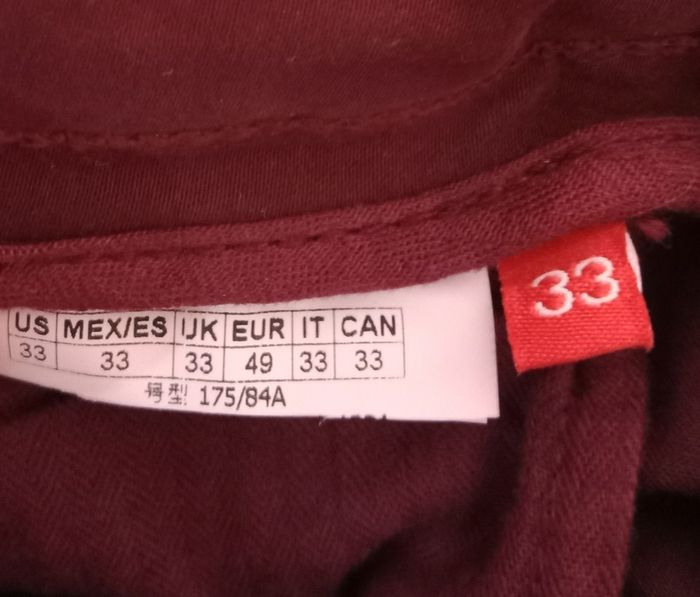 US MEX/ES UK EUR IT CAN
33 33 33 49 33 33
号型 175/84A
33